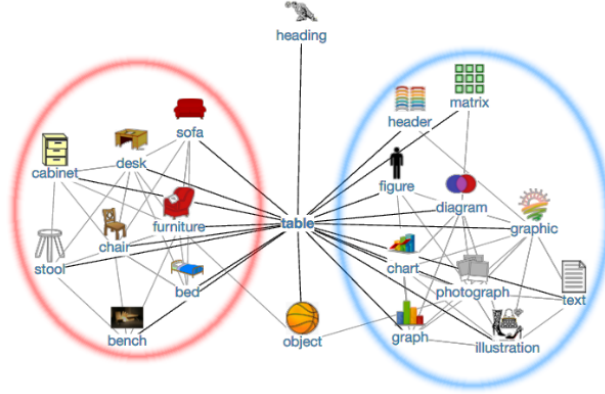 heading
sofa
cabinet
desk
chair
furniture
stool
bed
bench
table
object
matrix
header
figure
diagram
graphic
chart
photograph
text
graph
illustration